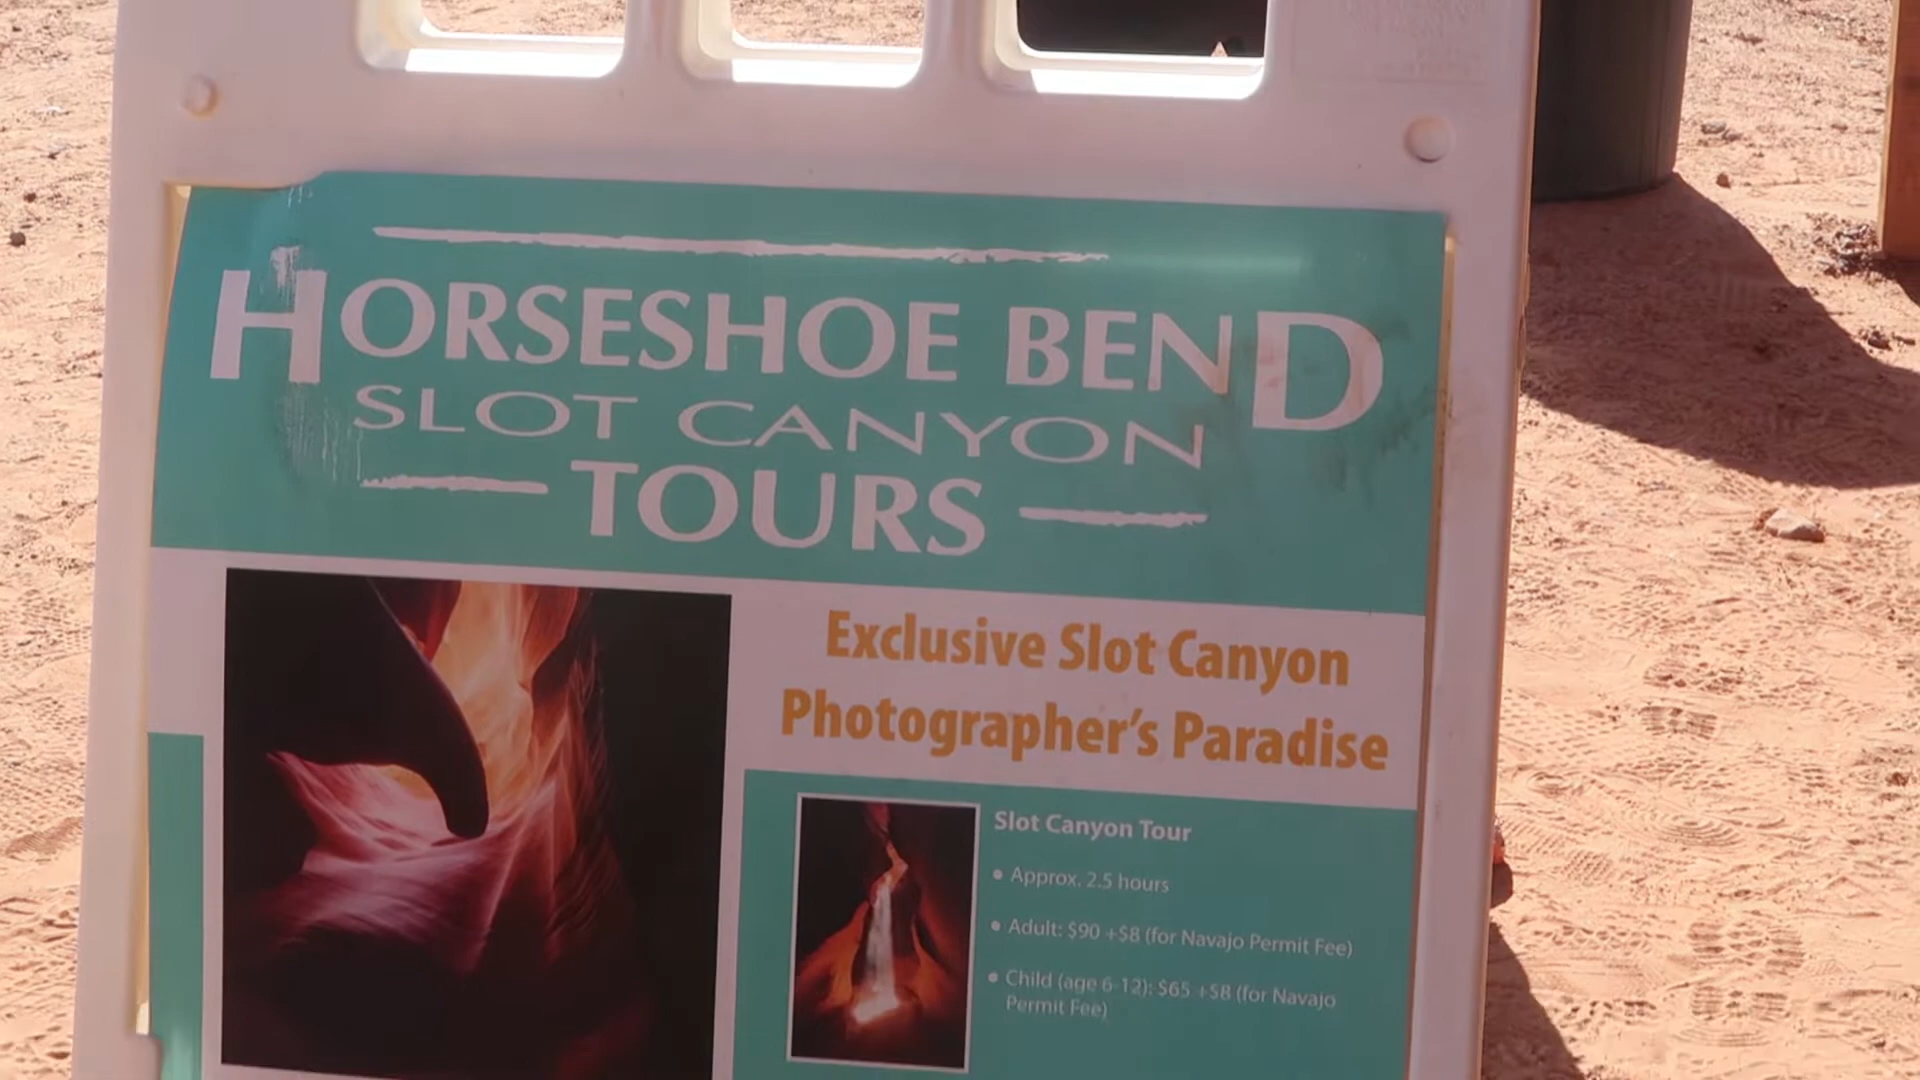 HORSESHOE BEND
SLOT CANYON
TOURS
Exclusive Slot Canyon
Photographer's Paradise
Slot Canyon Tour
• Approx. 2.5 hours
• Adult: $90 +$8 (for Navajo Permit Fee)
• Child (age 6-12): $65 +$8 (for Navajo
Permit Fee)